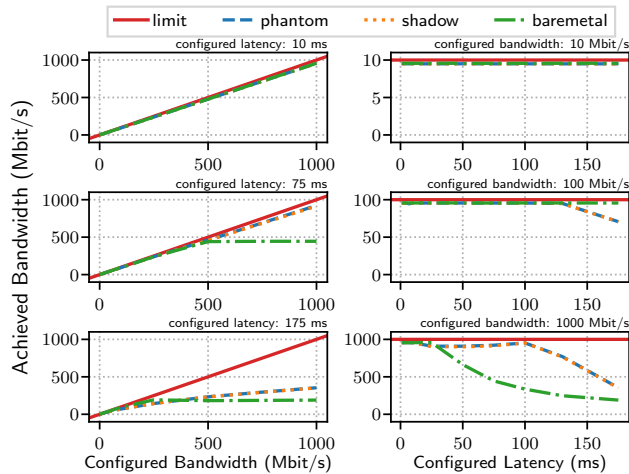 limit phantom shadow baremetal
configured latency: 10 ms
configured bandwidth: 10 Mbit/s
1000
500
0
0 500 1000
10
5
0
0 50 100 150
configured latency: 75 ms
configured bandwidth: 100 Mbit/s
1000
500
0
0 500 1000
100
50
0
0 50 100 150
configured latency: 175 ms
configured bandwidth: 1000 Mbit/s
1000
500
0
0 500 1000
1000
500
0
0 50 100 150
Achieved Bandwidth (Mbit/s)
Configured Bandwidth (Mbit/s)
Configured Latency (ms)